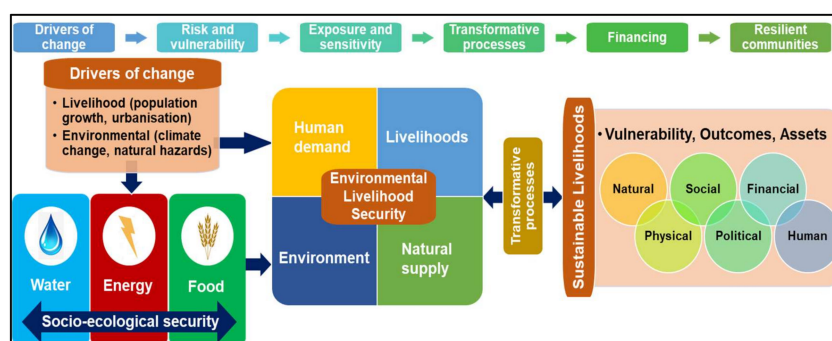 Drivers of
change
Risk and
vulnerability
Exposure and
sensitivity
Transformative
processes
Financing
Resilient
communities
Drivers of change
• Livelihood (population
growth, urbanisation)
• Environmental (climate
change, natural hazards)
Water
Energy
Food
Socio-ecological security
Human
demand
Livelihoods
Environmental
Livelihood
Security
Environment
Natural
supply
Transformative
processes
Sustainable Livelihoods
• Vulnerability, Outcomes, Assets
Natural
Social
Financial
Physical
Political
Human